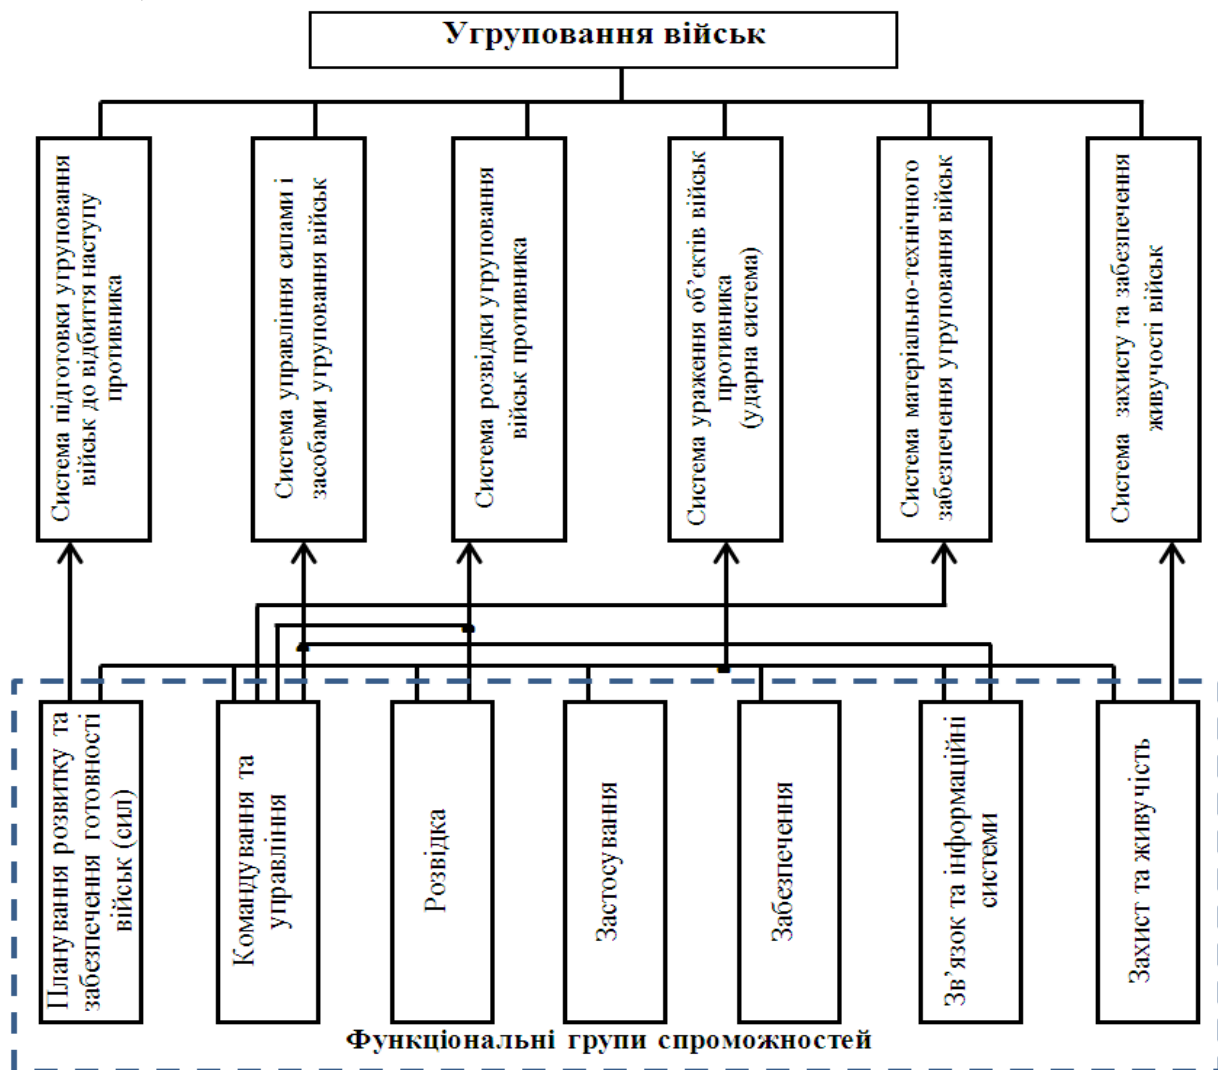 Угруповання військ
Система підготовки угруповання
військ до відбиття наступу
противника
Система управління силами і
засобами угруповання військ
Система розвідки угруповання
військ противника
Система ураження об’єктів військ
противника
(ударна система)
Система матеріально-технічного
забезпечення угруповання військ
Система захисту та забезпечення
живучості військ
Планування розвитку та
забезпечення готовності
військ (сил)
Командування та
управління
Розвідка
Застосування
Забезпечення
Зв’язок та інформаційні
системи
Захист та живучість
Функціональні групи спроможностей